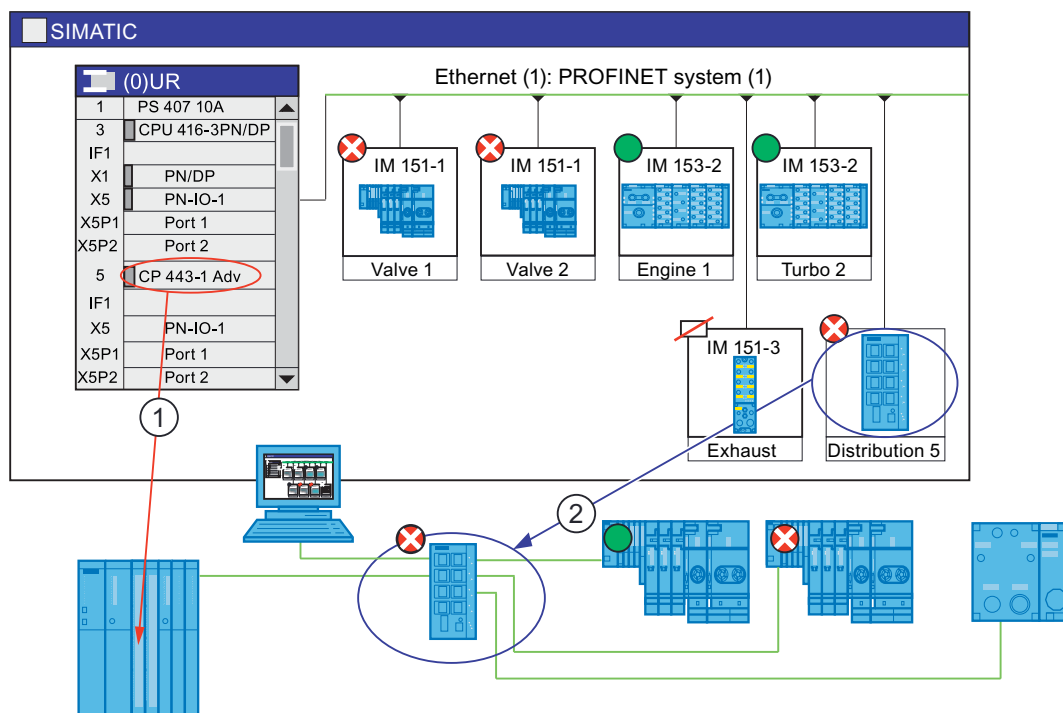 SIMATIC
(0)UR
1 PS 407 10A
3 CPU 416-3PN/DP
IF1
X1 PN/DP
X5 PN-IO-1
X5P1 Port 1
X5P2 Port 2
5 CP 443-1 Adv
IF1
X5 PN-IO-1
X5P1 Port 1
X5P2 Port 2
Ethernet (1): PROFINET system (1)
IM 151-1
IM 151-1
IM 153-2
IM 153-2
Valve 1
Valve 2
Engine 1
Turbo 2
IM 151-3
Exhaust
Distribution 5
1
2